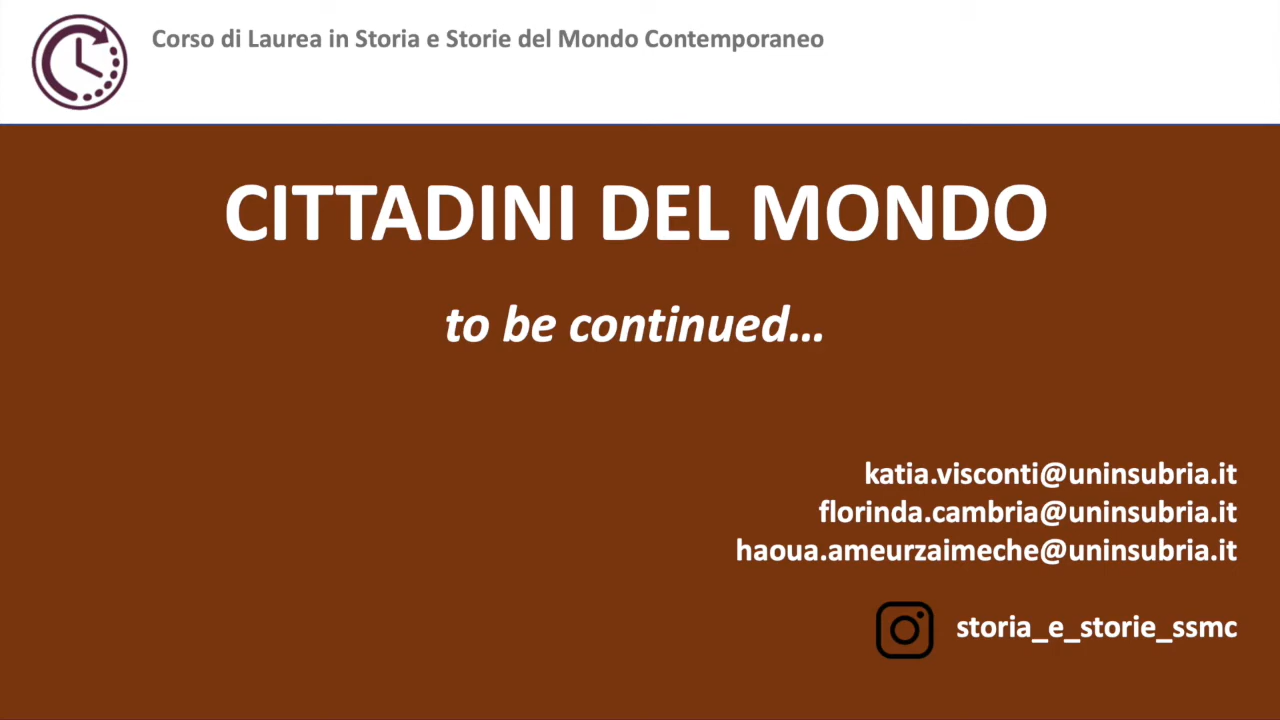 Corso di Laurea in Storia e Storie del Mondo Contemporaneo
CITTADINI DEL MONDO
to be continued…
katia.visconti@uninsubria.it
florinda.cambria@uninsubria.it
haoua.ameurzaimeche@uninsubria.it
storia_e_storie_ssmc